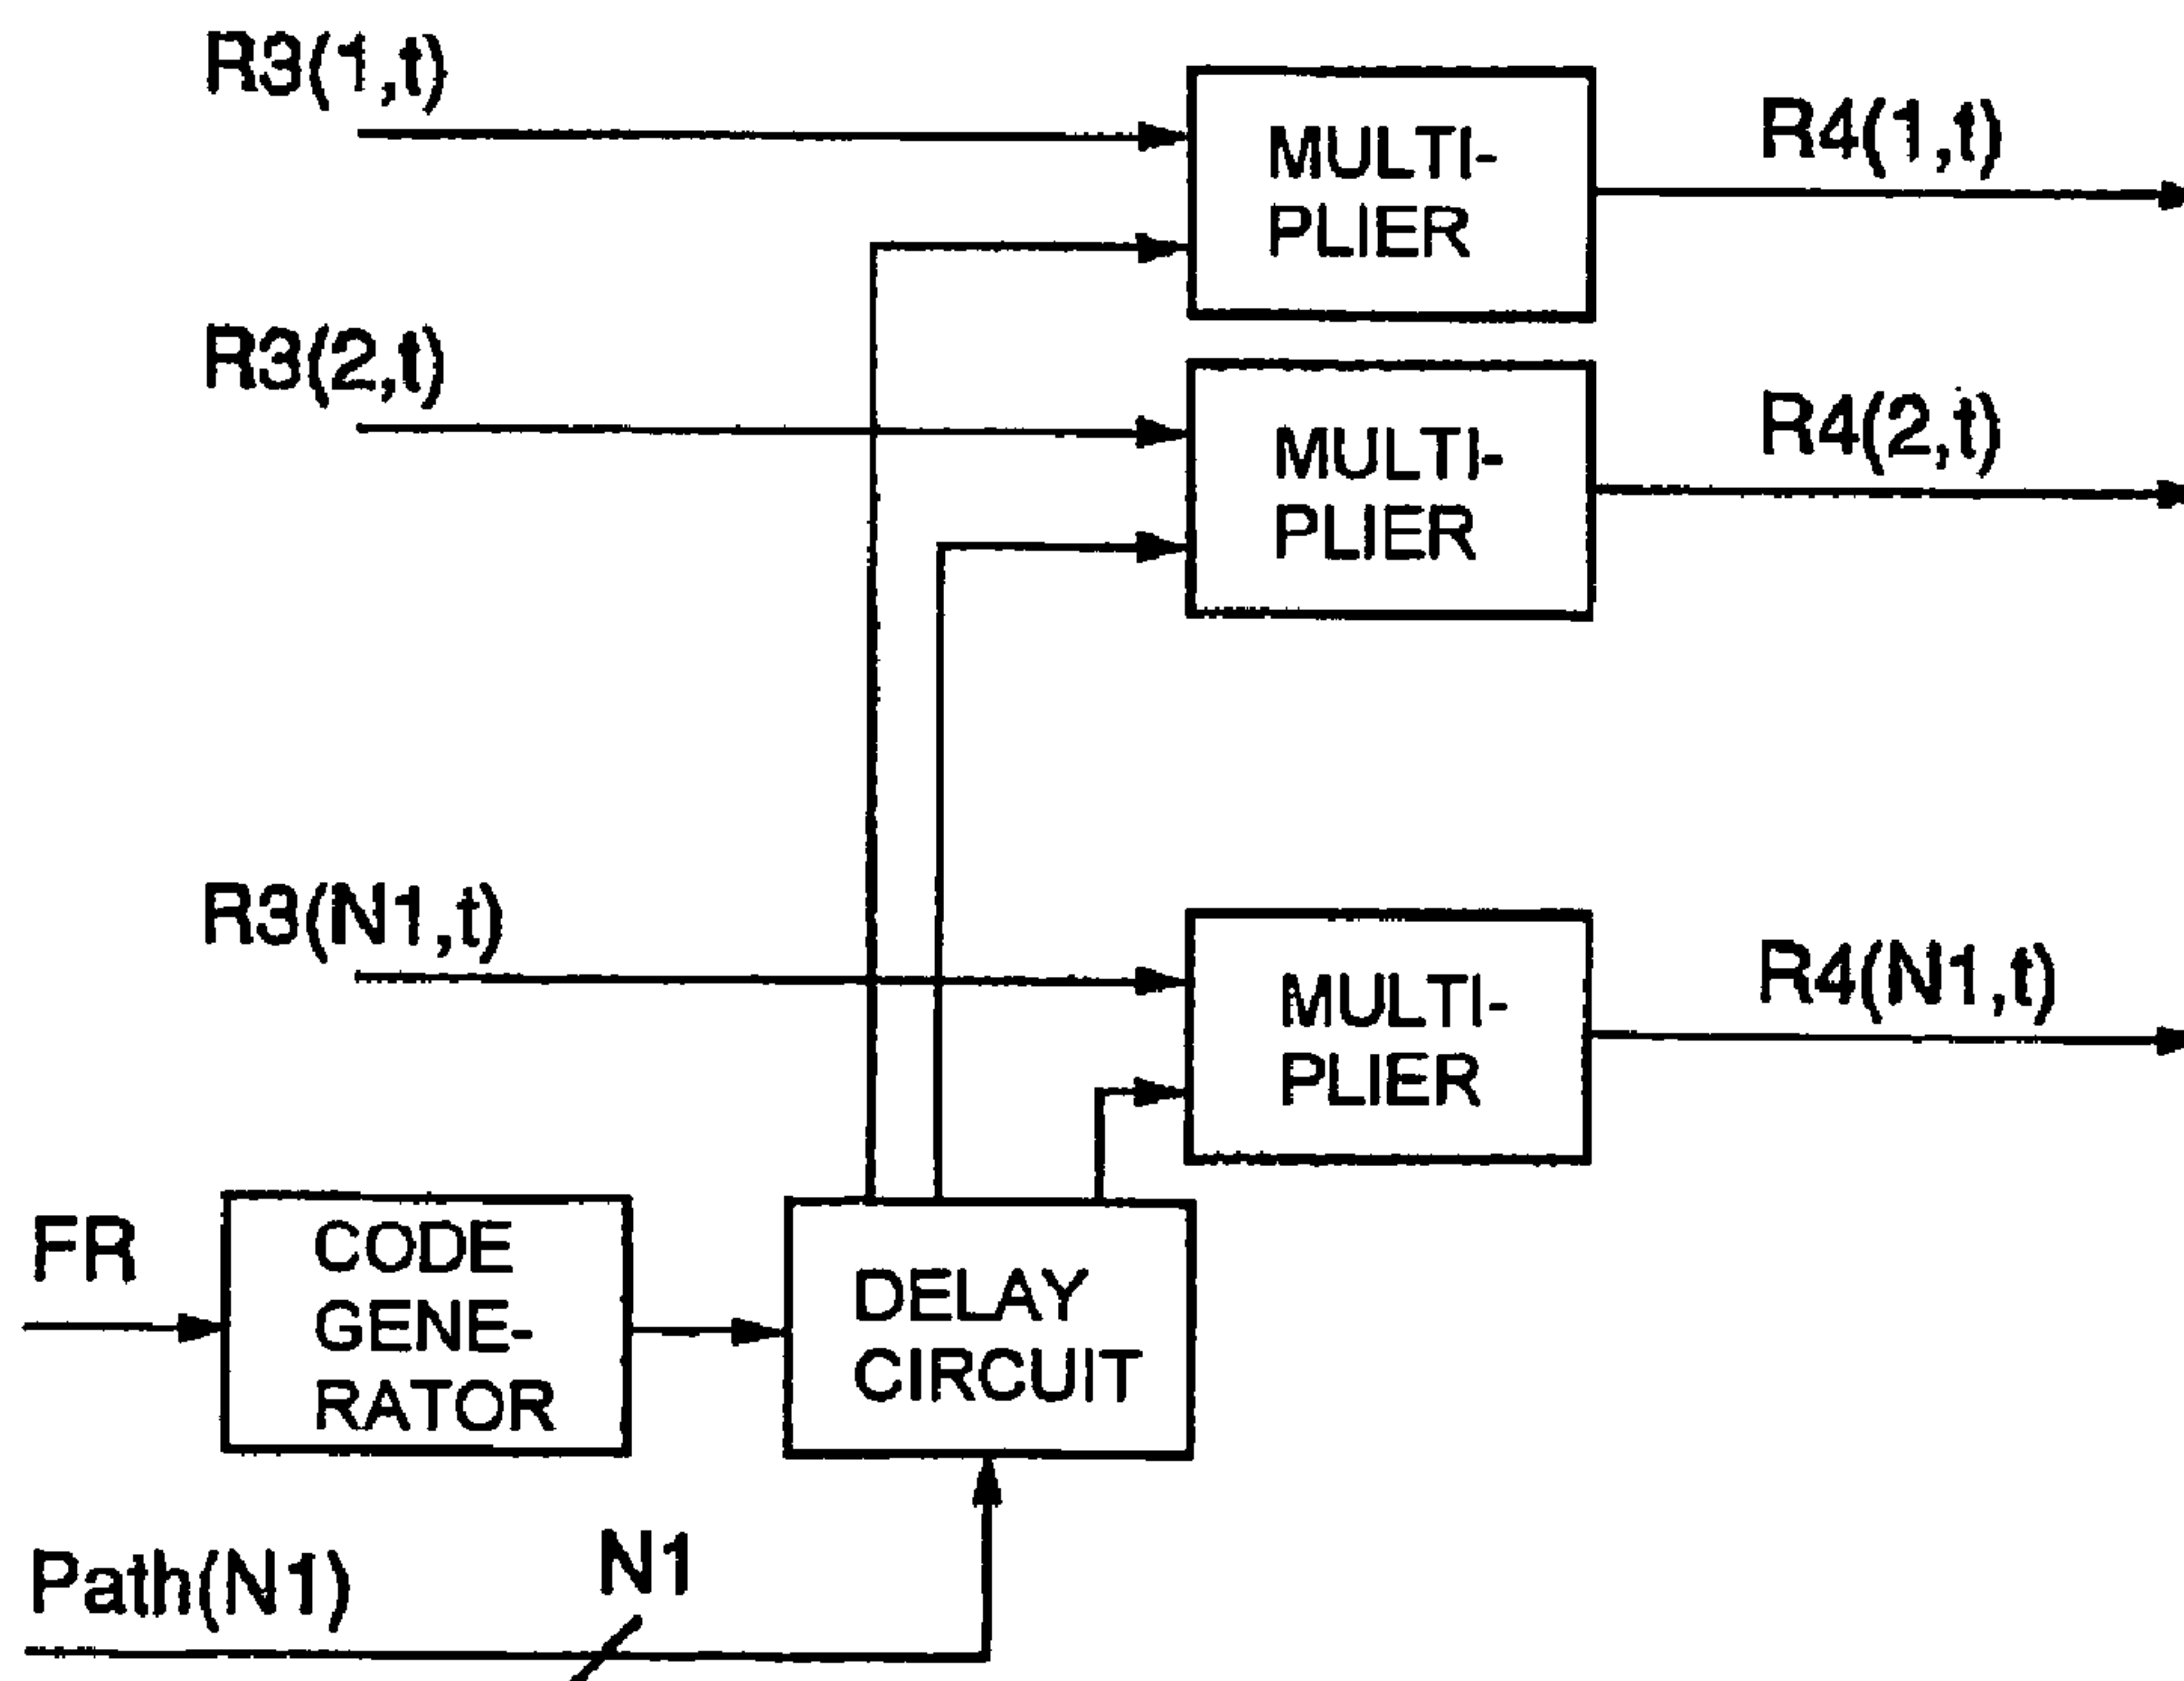 R3(1,t)
MULTI-
PLIER
R4(1,t)
R3(2,t)
MULTI-
PLIER
R4(2,t)
R3(N1,t)
MULTI-
PLIER
R4(N1,t)
FR
CODE
GENE-
RATOR
DELAY
CIRCUIT
Path(N1)
N1